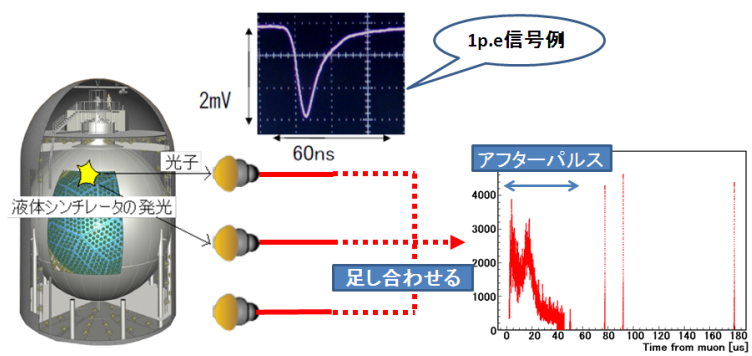 1p.e信号例
2mV
60ns
光子
液体シンチレータの発光
足し合わせる
アフターパルス
4000
3000
2000
1000
0
0 20 40 60 80 100 120 140 160 180
Time from muon [us]